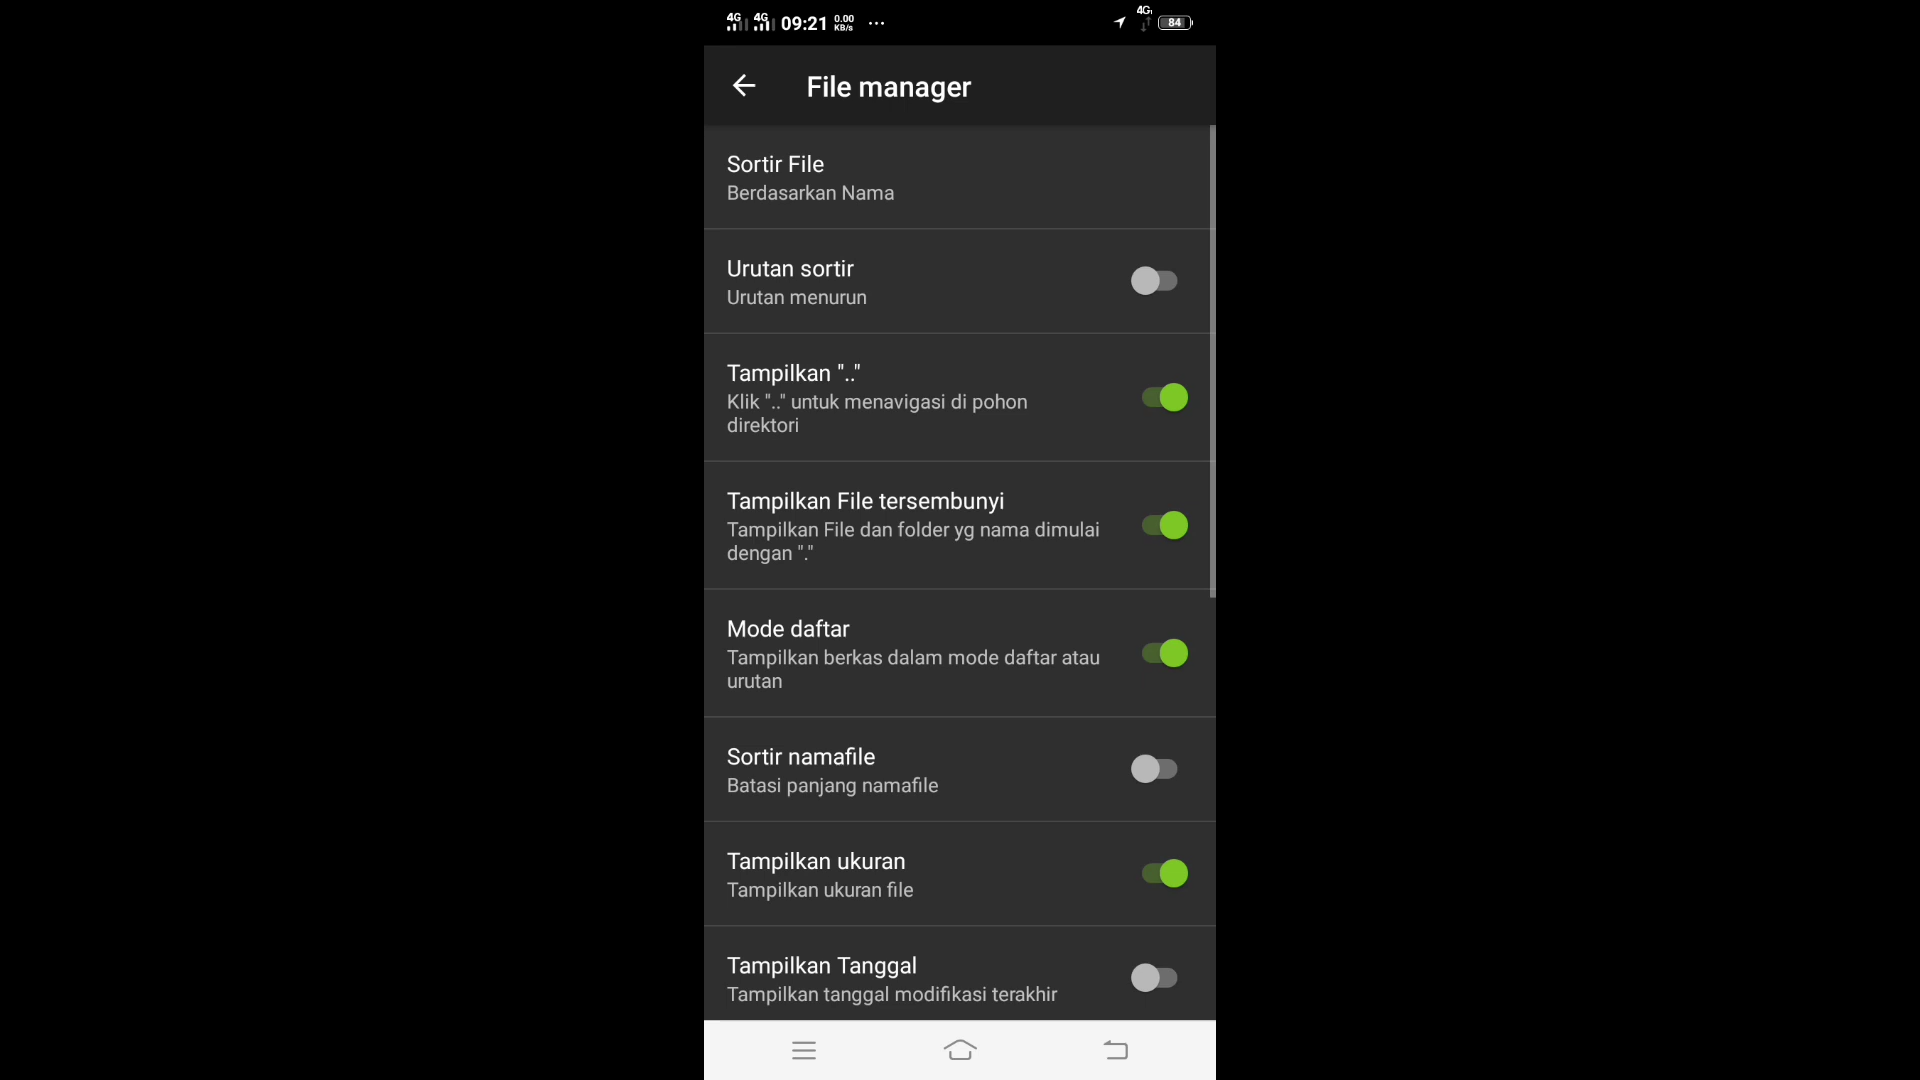 4G 4G 09:21 0.00 KB/s ... 4G 84
File manager
Sortir File
Berdasarkan Nama
Urutan sortir
Urutan menurun
Tampilkan ".."
Klik ".." untuk menavigasi di pohon
direktori
Tampilkan File tersembunyi
Tampilkan File dan folder yg nama dimulai
dengan "."
Mode daftar
Tampilkan berkas dalam mode daftar atau
urutan
Sortir namafile
Batasi panjang namafile
Tampilkan ukuran
Tampilkan ukuran file
Tampilkan Tanggal
Tampilkan tanggal modifikasi terakhir